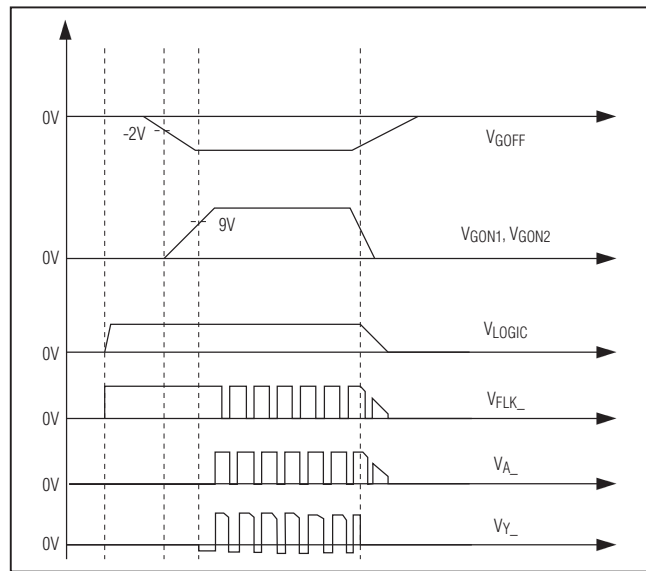 0V
-2V
VGOFF
9V
0V
VGON1, VGON2
0V
VLOGIC
0V
VFLK_
0V
VA_
0V
VY_